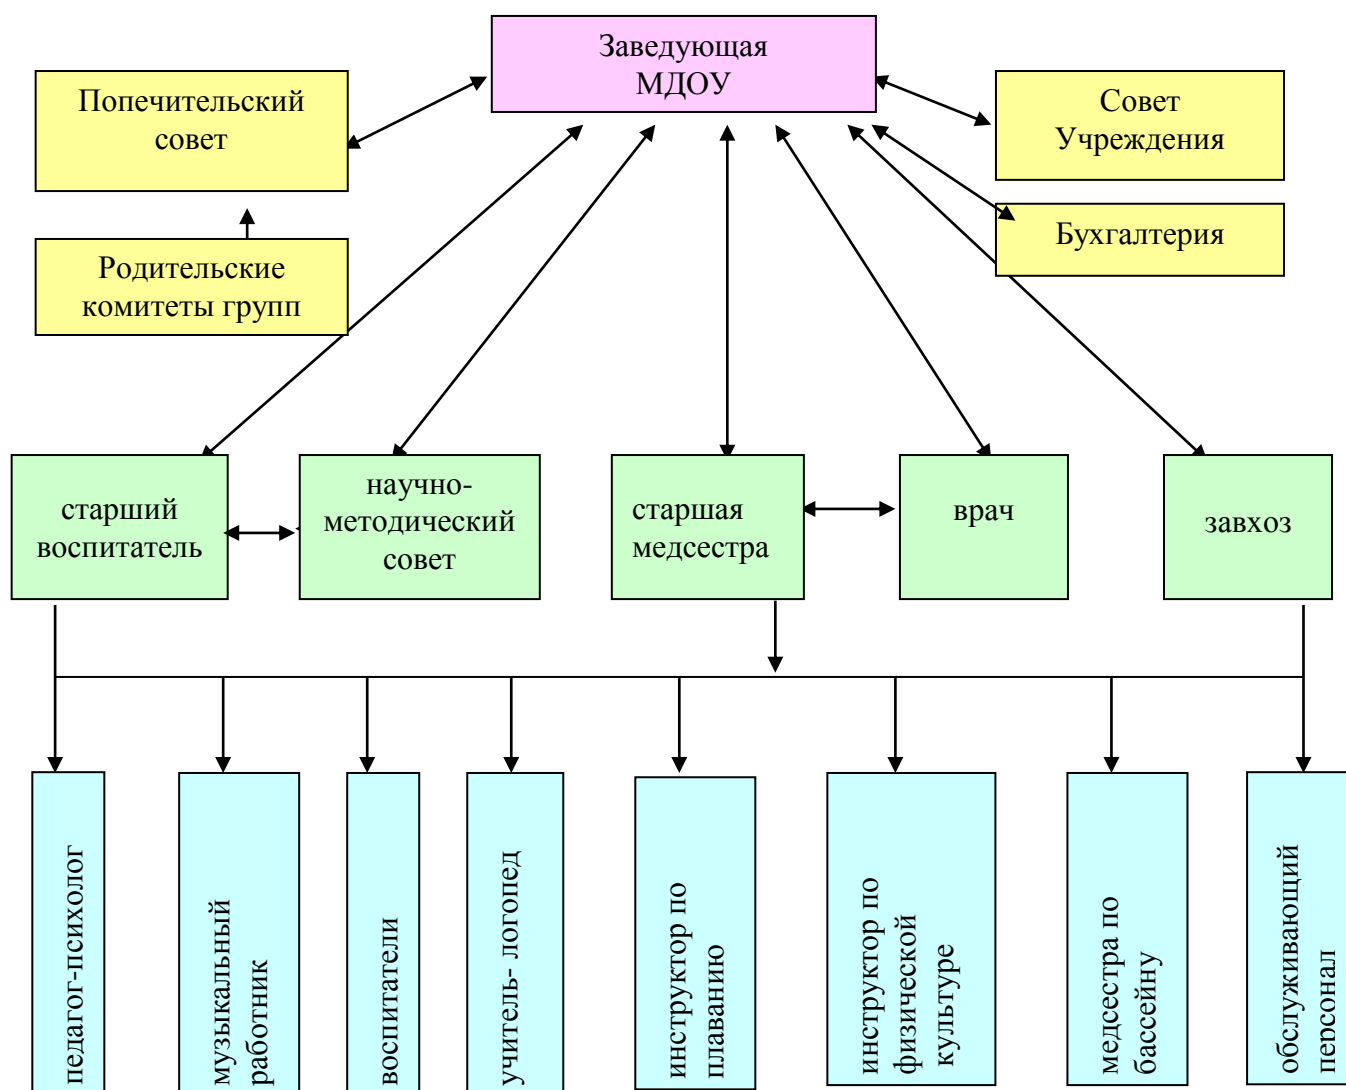 Заведующая
МДОУ
Попечительский
совет
Совет
Учреждения
Бухгалтерия
Родительские
комитеты групп
старший
воспитатель
научно-
методический
совет
старшая
медсестра
врач
завхоз
педагог-психолог
музыкальный
работник
воспитатели
учитель- логопед
инструктор по
плаванию
инструктор по
физической
культуре
медсестра по
бассейну
обслуживающий
персонал